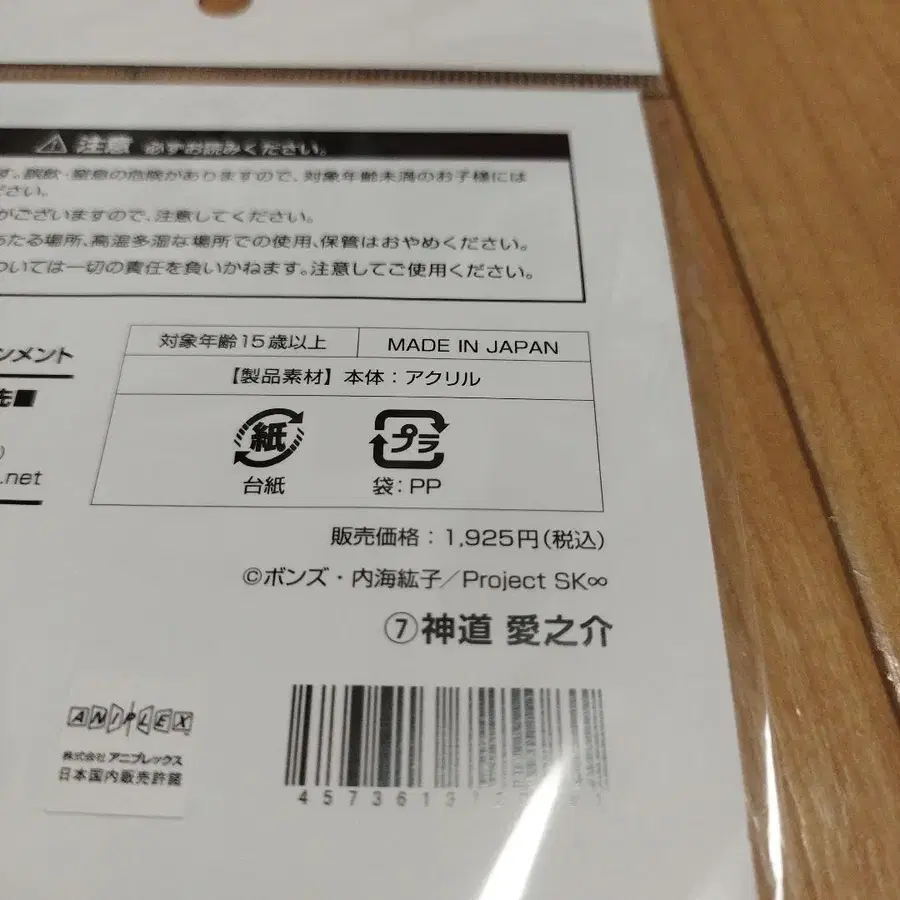 注意 必ずお読みください。
す。誤飲・窒息の危険がありますので、対象年齢未満のお子様には
ださい。
がございますので、注意してください。
あたる場所、高温多湿な場所での使用、保管はおやめください。
ついては一切の責任を負いかねます。注意してご使用ください。
ンメント
先■
.net
対象年齢15歳以上 MADE IN JAPAN
【製品素材】本体：アクリル
紙 プラ
台紙 袋：PP
販売価格：1,925円(税込)
©ボンズ・内海紘子／Project SK∞
⑦神道 愛之介
ANIPLEX
株式会社 アニプレックス
日本国内販売許諾
4573619